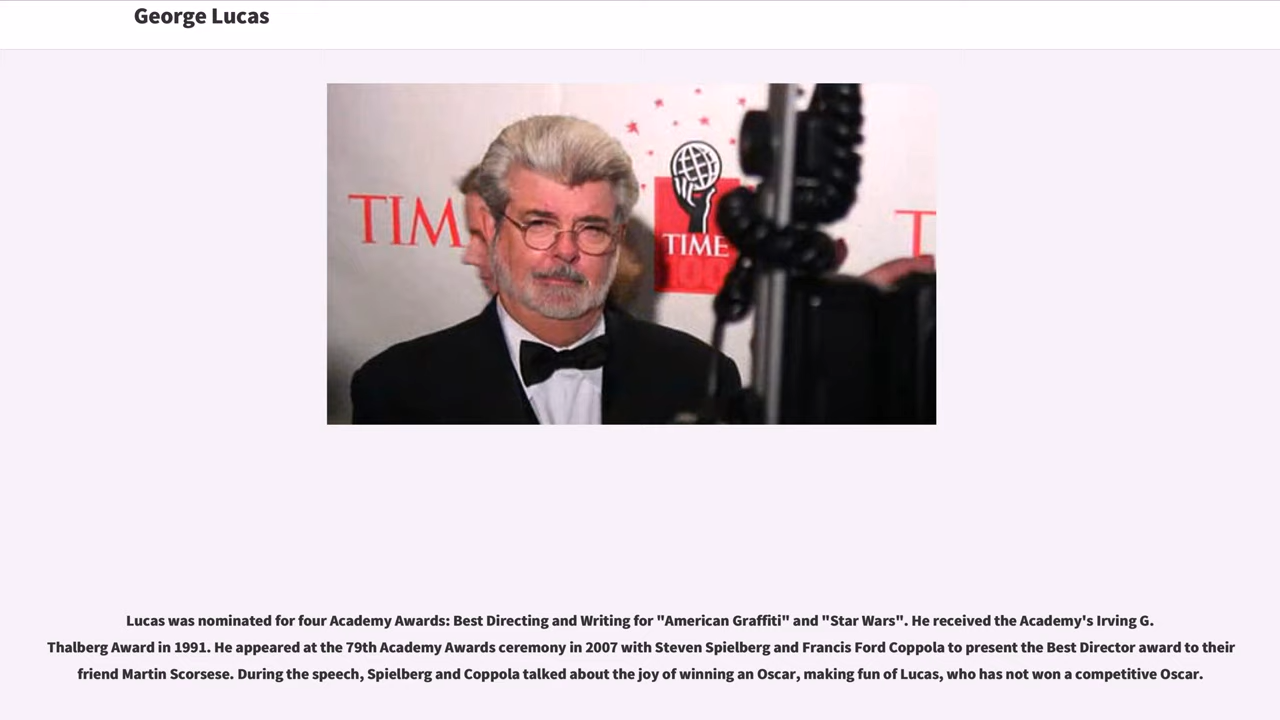 George Lucas
TIM
TIME
100
T
Lucas was nominated for four Academy Awards: Best Directing and Writing for "American Graffiti" and "Star Wars". He received the Academy's Irving G.
Thalberg Award in 1991. He appeared at the 79th Academy Awards ceremony in 2007 with Steven Spielberg and Francis Ford Coppola to present the Best Director award to their
friend Martin Scorsese. During the speech, Spielberg and Coppola talked about the joy of winning an Oscar, making fun of Lucas, who has not won a competitive Oscar.